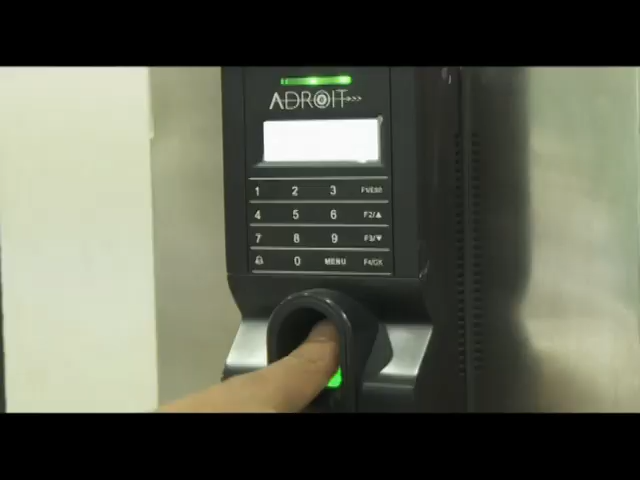 ADROIT>>>
1 2 3 F1/ESC
4 5 6 F2/▲
7 8 9 F3/▼
0 MENU F4/OK